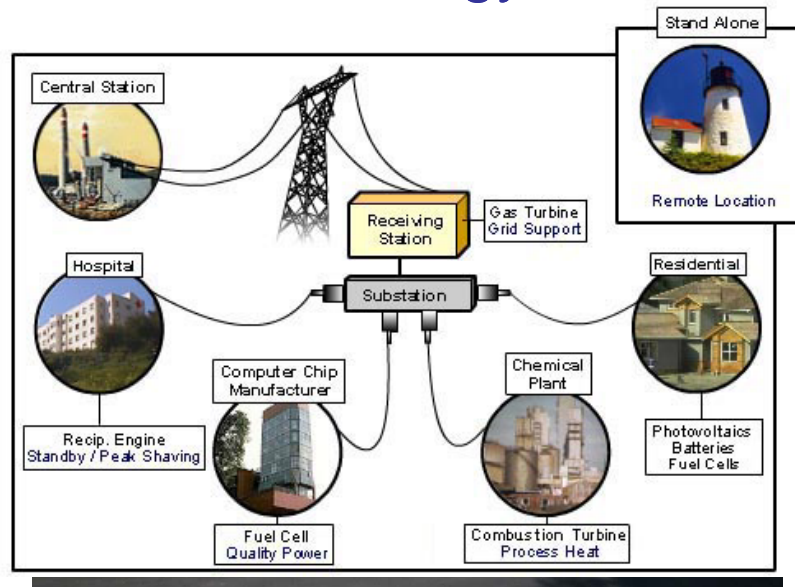 Stand Alone
Central Station
Remote Location
Receiving
Station
Gas Turbine
Grid Support
Hospital
Substation
Residential
Computer Chip
Manufacturer
Chemical
Plant
Recip. Engine
Standby / Peak Shaving
Photovoltaics
Batteries
Fuel Cells
Fuel Cell
Quality Power
Combustion Turbine
Process Heat